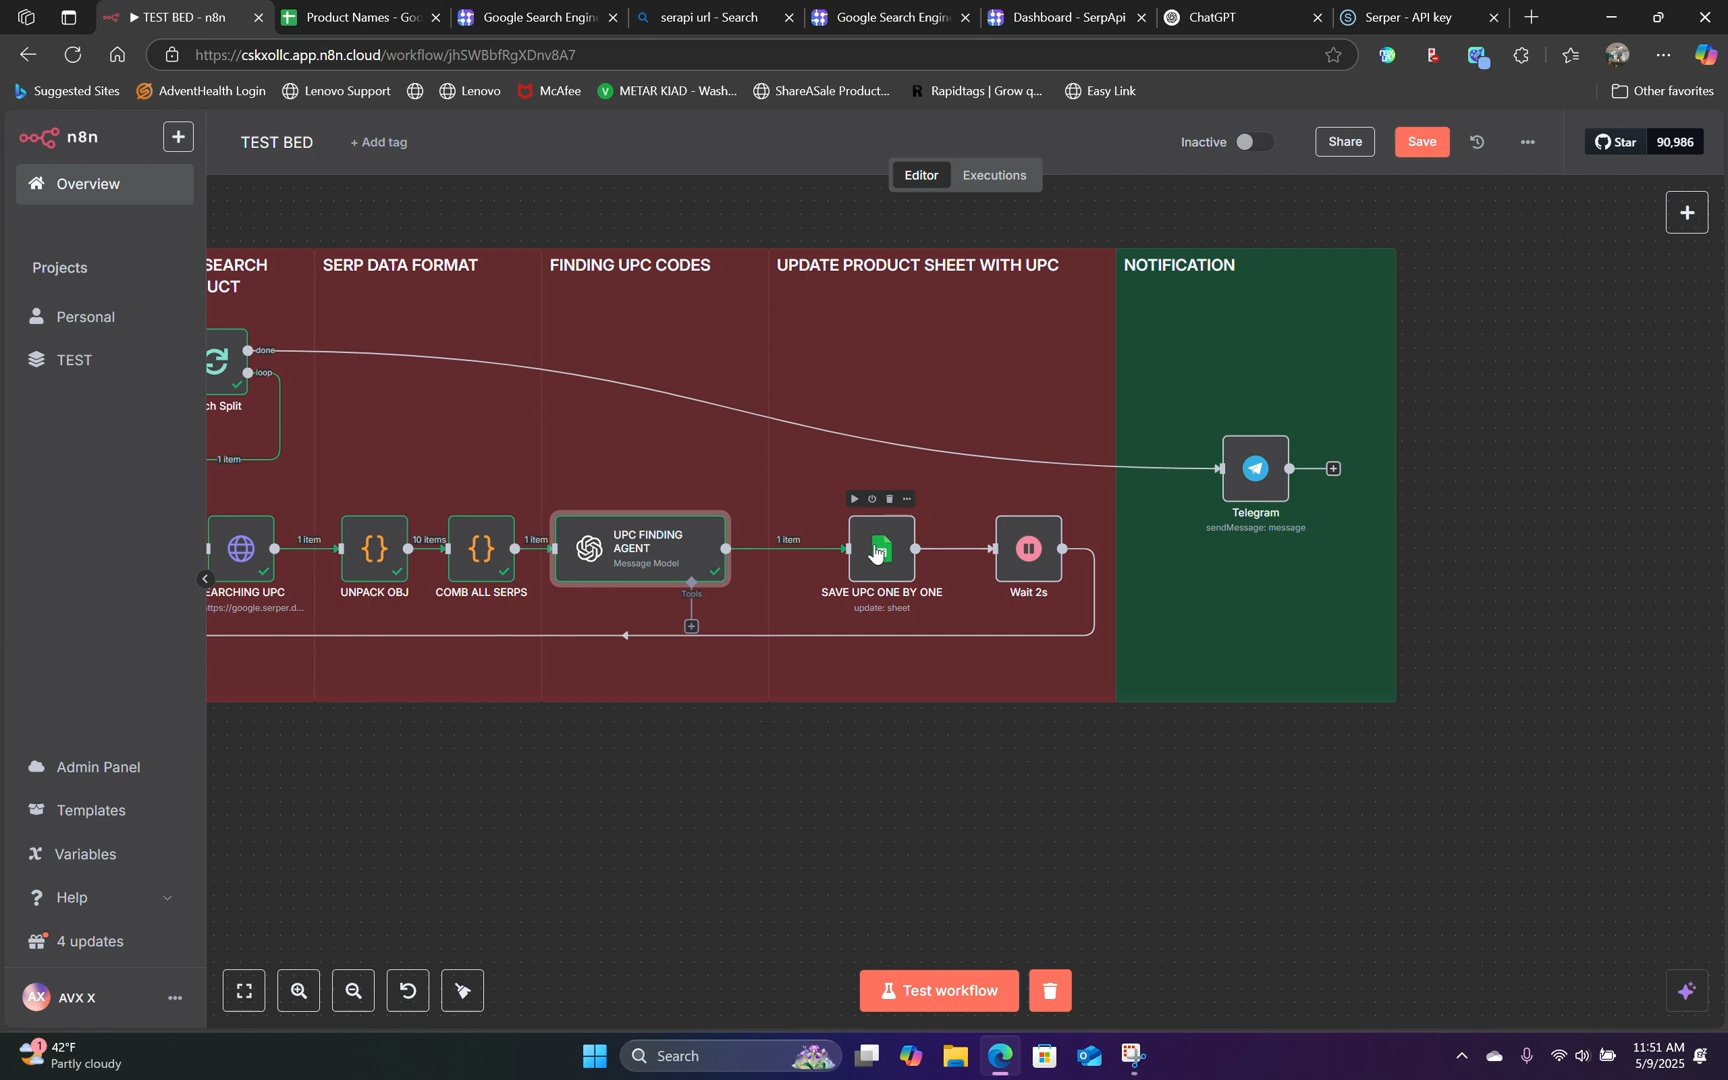 TEST BED - n8n
Product Names - Goo
Google Search Engin
serapi url - Search
Google Search Engin
Dashboard - SerpApi
ChatGPT
Serper - API key
https://cskxollc.app.n8n.cloud/workflow/jhSWBbfRgXDnv8A7
Suggested Sites
AdventHealth Login
Lenovo Support
Lenovo
McAfee
METAR KIAD - Wash...
ShareASale Product...
Rapidtags | Grow q...
Easy Link
Other favorites
n8n
TEST BED
+ Add tag
Inactive
Share
Save
Star
90,986
Editor
Executions
Overview
Projects
Personal
TEST
SEARCH
UCT
SERP DATA FORMAT
FINDING UPC CODES
UPDATE PRODUCT SHEET WITH UPC
NOTIFICATION
done
loop
ch Split
1 item
Telegram
sendMessage: message
1 item
10 items
1 item
UPC FINDING
AGENT
Message Model
1 item
EARCHING UPC
ttps://google.serper.d...
UNPACK OBJ
COMB ALL SERPS
Tools
SAVE UPC ONE BY ONE
update: sheet
Wait 2s
Admin Panel
Templates
Variables
Help
4 updates
AX
AVX X
Test workflow
1
42°F
Partly cloudy
Search
11:51 AM
5/9/2025